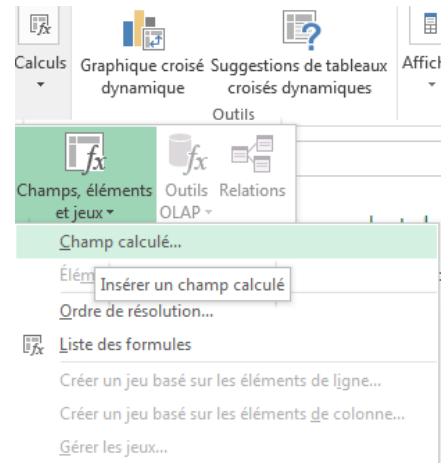 Calculs
Graphique croisé
dynamique
Suggestions de tableaux
croisés dynamiques
Affich
Outils
Champs, éléments
et jeux
Outils
OLAP
Relations
Champ calculé...
Élém
Insérer un champ calculé
Ordre de résolution...
Liste des formules
Créer un jeu basé sur les éléments de ligne...
Créer un jeu basé sur les éléments de colonne...
Gérer les jeux...